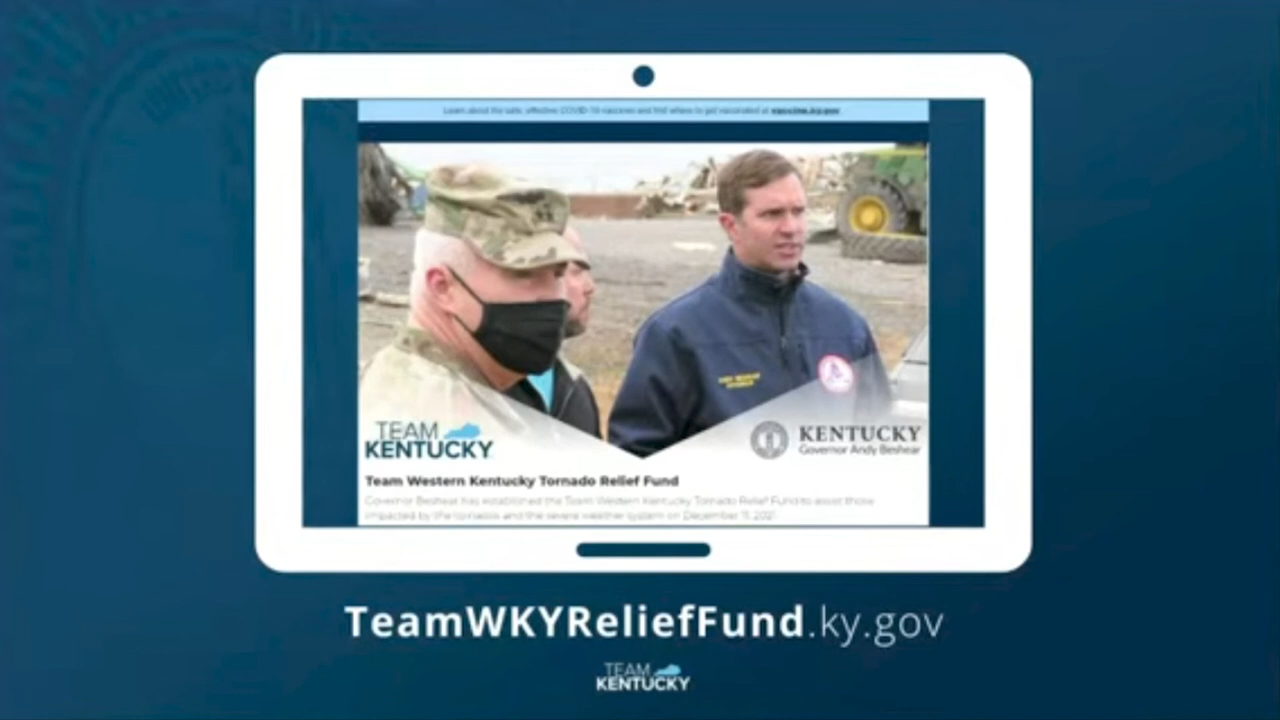 Learn about the safe, effective COVID-19 vaccines and find where to get vaccinated at vaccine.ky.gov
TEAM
KENTUCKY
KENTUCKY
Governor Andy Beshear
Team Western Kentucky Tornado Relief Fund
Governor Beshear has established the Team Western Kentucky Tornado Relief Fund to assist those
impacted by the tornados and the severe weather system on December 11, 2021.
TeamWKYReliefFund.ky.gov
TEAM
KENTUCKY